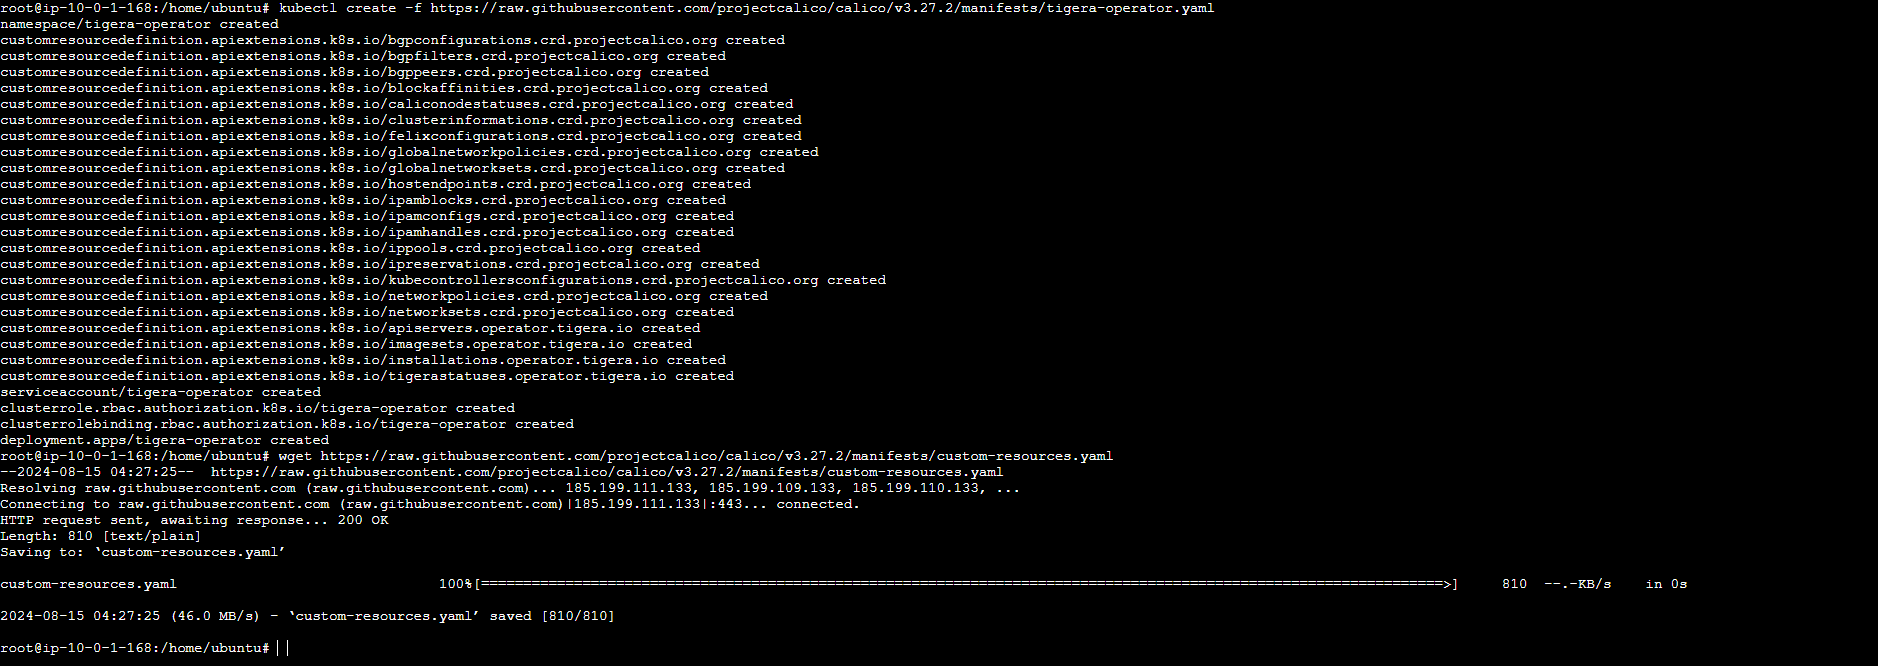 root@ip-10-0-1-168:/home/ubuntu# kubectl create -f https://raw.githubusercontent.com/projectcalico/calico/v3.27.2/manifests/tigera-operator.yaml
namespace/tigera-operator created
customresourcedefinition.apiextensions.k8s.io/bgpconfigurations.crd.projectcalico.org created
customresourcedefinition.apiextensions.k8s.io/bgpfilters.crd.projectcalico.org created
customresourcedefinition.apiextensions.k8s.io/bgppeers.crd.projectcalico.org created
customresourcedefinition.apiextensions.k8s.io/blockaffinities.crd.projectcalico.org created
customresourcedefinition.apiextensions.k8s.io/caliconodestatuses.crd.projectcalico.org created
customresourcedefinition.apiextensions.k8s.io/clusterinformations.crd.projectcalico.org created
customresourcedefinition.apiextensions.k8s.io/felixconfigurations.crd.projectcalico.org created
customresourcedefinition.apiextensions.k8s.io/globalnetworkpolicies.crd.projectcalico.org created
customresourcedefinition.apiextensions.k8s.io/globalnetworksets.crd.projectcalico.org created
customresourcedefinition.apiextensions.k8s.io/hostendpoints.crd.projectcalico.org created
customresourcedefinition.apiextensions.k8s.io/ipamblocks.crd.projectcalico.org created
customresourcedefinition.apiextensions.k8s.io/ipamconfigs.crd.projectcalico.org created
customresourcedefinition.apiextensions.k8s.io/ipamhandles.crd.projectcalico.org created
customresourcedefinition.apiextensions.k8s.io/ippools.crd.projectcalico.org created
customresourcedefinition.apiextensions.k8s.io/ipreservations.crd.projectcalico.org created
customresourcedefinition.apiextensions.k8s.io/kubecontrollersconfigurations.crd.projectcalico.org created
customresourcedefinition.apiextensions.k8s.io/networkpolicies.crd.projectcalico.org created
customresourcedefinition.apiextensions.k8s.io/networksets.crd.projectcalico.org created
customresourcedefinition.apiextensions.k8s.io/apiservers.operator.tigera.io created
customresourcedefinition.apiextensions.k8s.io/imagesets.operator.tigera.io created
customresourcedefinition.apiextensions.k8s.io/installations.operator.tigera.io created
customresourcedefinition.apiextensions.k8s.io/tigerastatuses.operator.tigera.io created
serviceaccount/tigera-operator created
clusterrole.rbac.authorization.k8s.io/tigera-operator created
clusterrolebinding.rbac.authorization.k8s.io/tigera-operator created
deployment.apps/tigera-operator created
root@ip-10-0-1-168:/home/ubuntu# wget https://raw.githubusercontent.com/projectcalico/calico/v3.27.2/manifests/custom-resources.yaml
--2024-08-15 04:27:25--  https://raw.githubusercontent.com/projectcalico/calico/v3.27.2/manifests/custom-resources.yaml
Resolving raw.githubusercontent.com (raw.githubusercontent.com)... 185.199.111.133, 185.199.109.133, 185.199.110.133, ...
Connecting to raw.githubusercontent.com (raw.githubusercontent.com)|185.199.111.133|:443... connected.
HTTP request sent, awaiting response... 200 OK
Length: 810 [text/plain]
Saving to: ‘custom-resources.yaml’
custom-resources.yaml 100%[==================================================================================================================>] 810 --.-KB/s in 0s
2024-08-15 04:27:25 (46.0 MB/s) - ‘custom-resources.yaml’ saved [810/810]
root@ip-10-0-1-168:/home/ubuntu#